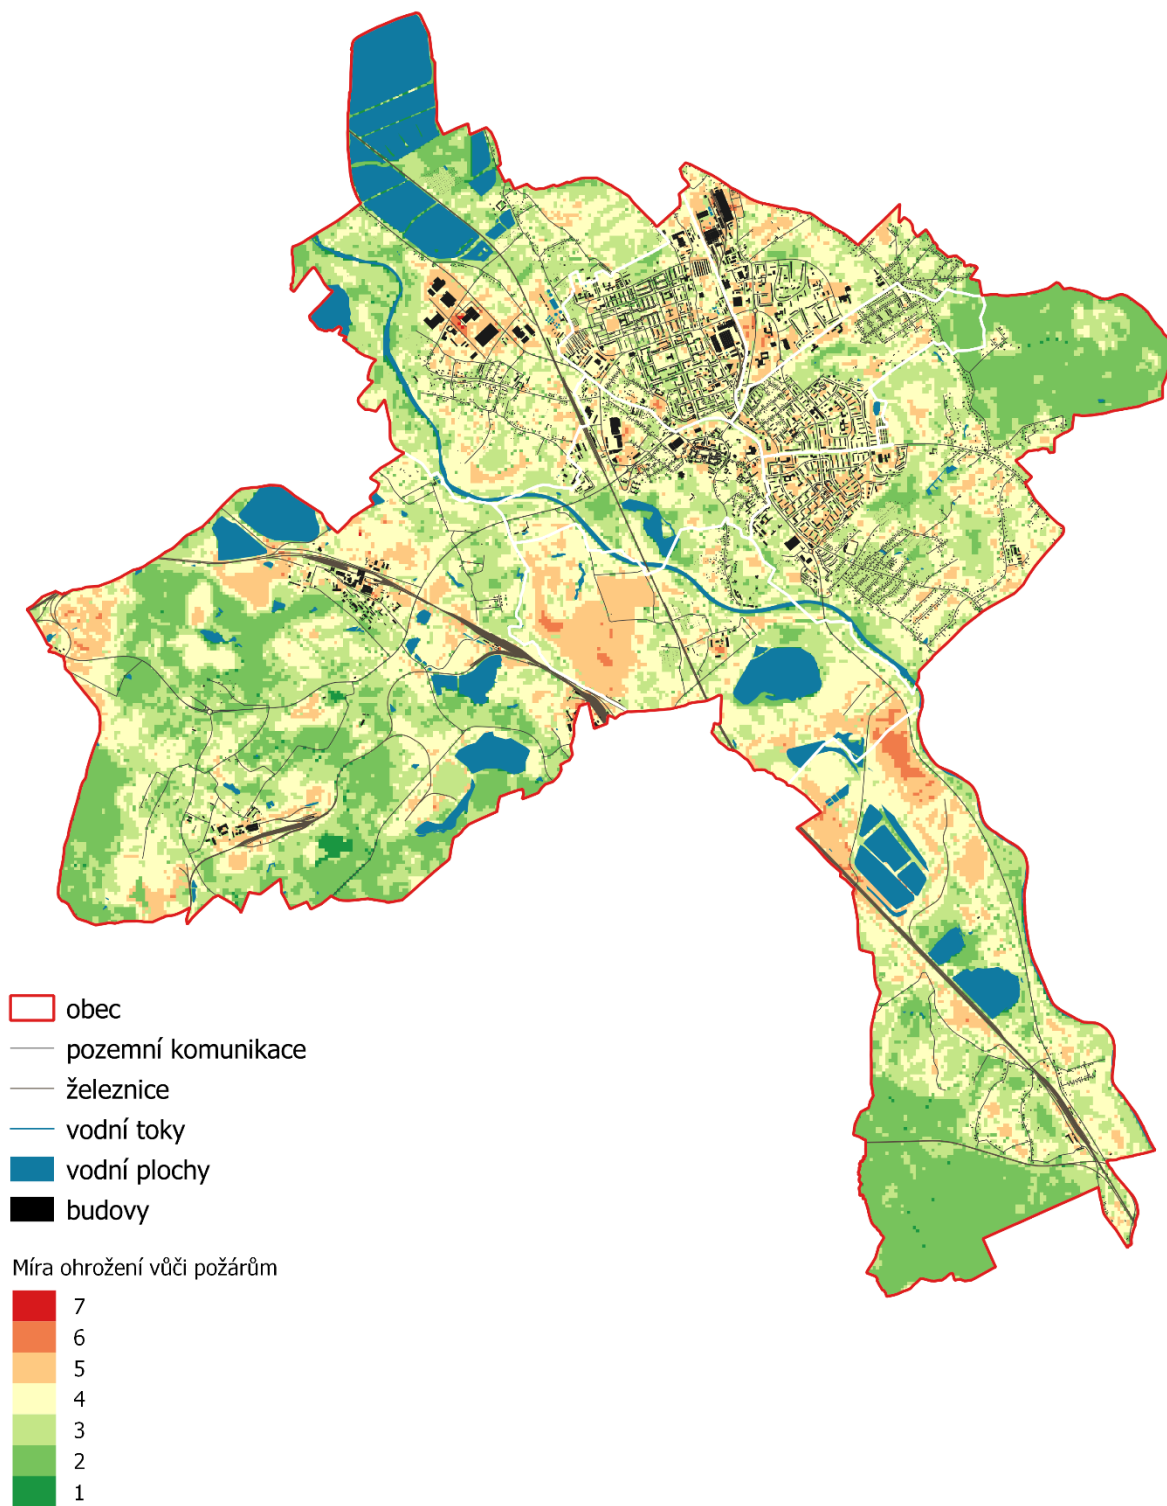 obec
pozemní komunikace
železnice
vodní toky
vodní plochy
budovy
Míra ohrožení vůči požárům
7
6
5
4
3
2
1